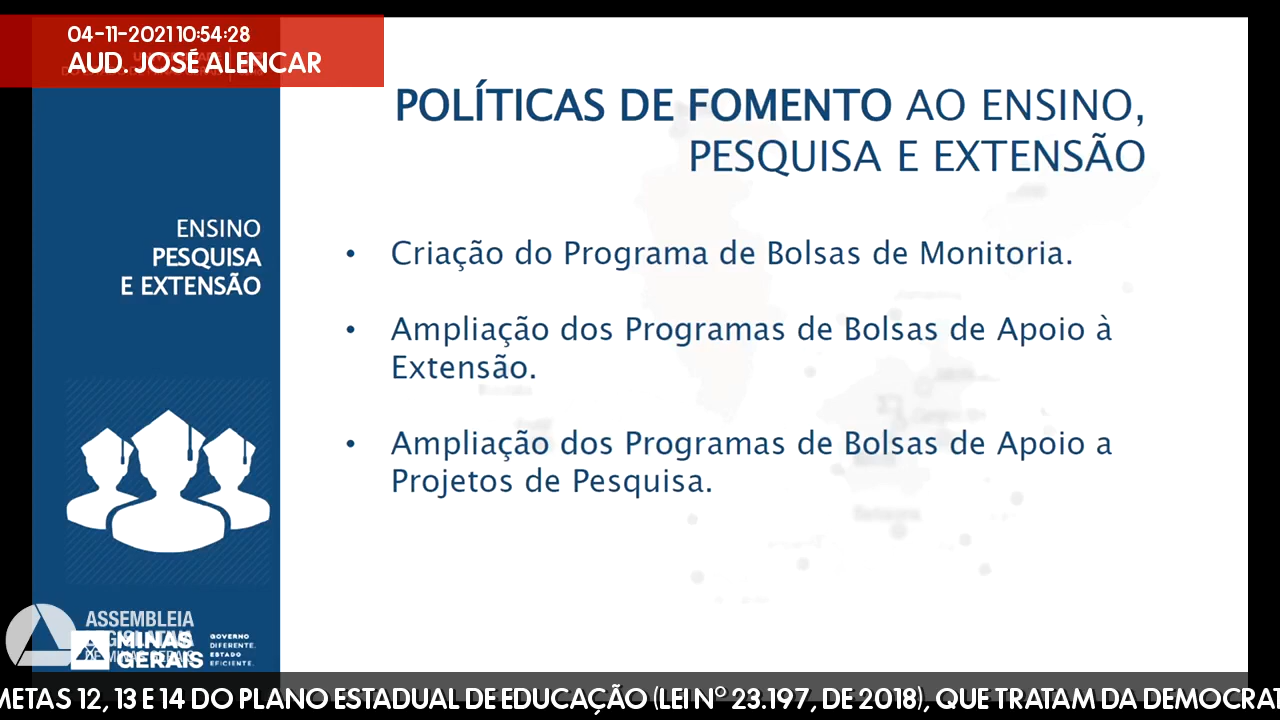 04-11-2021 10:54:28
AUD. JOSÉ ALENCAR
POLÍTICAS DE FOMENTO AO ENSINO,
PESQUISA E EXTENSÃO
ENSINO
PESQUISA
E EXTENSÃO
• Criação do Programa de Bolsas de Monitoria.
• Ampliação dos Programas de Bolsas de Apoio à
Extensão.
• Ampliação dos Programas de Bolsas de Apoio a
Projetos de Pesquisa.
ASSEMBLEIA
MINAS
GERAIS
GOVERNO
DIFERENTE.
ESTADO
EFICIENTE.
METAS 12, 13 E 14 DO PLANO ESTADUAL DE EDUCAÇÃO (LEI Nº 23.197, DE 2018), QUE TRATAM DA DEMOCRAT